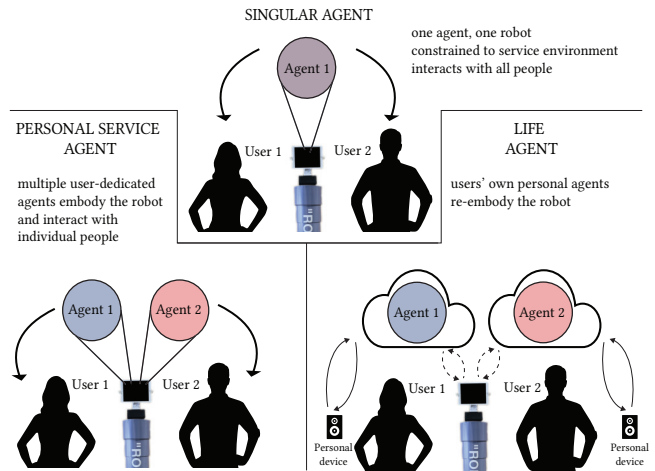 SINGULAR AGENT
one agent, one robot
constrained to service environment
interacts with all people
Agent 1
User 1
User 2
PERSONAL SERVICE
AGENT
multiple user-dedicated
agents embody the robot
and interact with
individual people
LIFE
AGENT
users' own personal agents
re-embody the robot
"RO
Agent 1
Agent 2
User 1
User 2
"RO
Agent 1
Agent 2
User 1
User 2
Personal
device
Personal
device
"RO